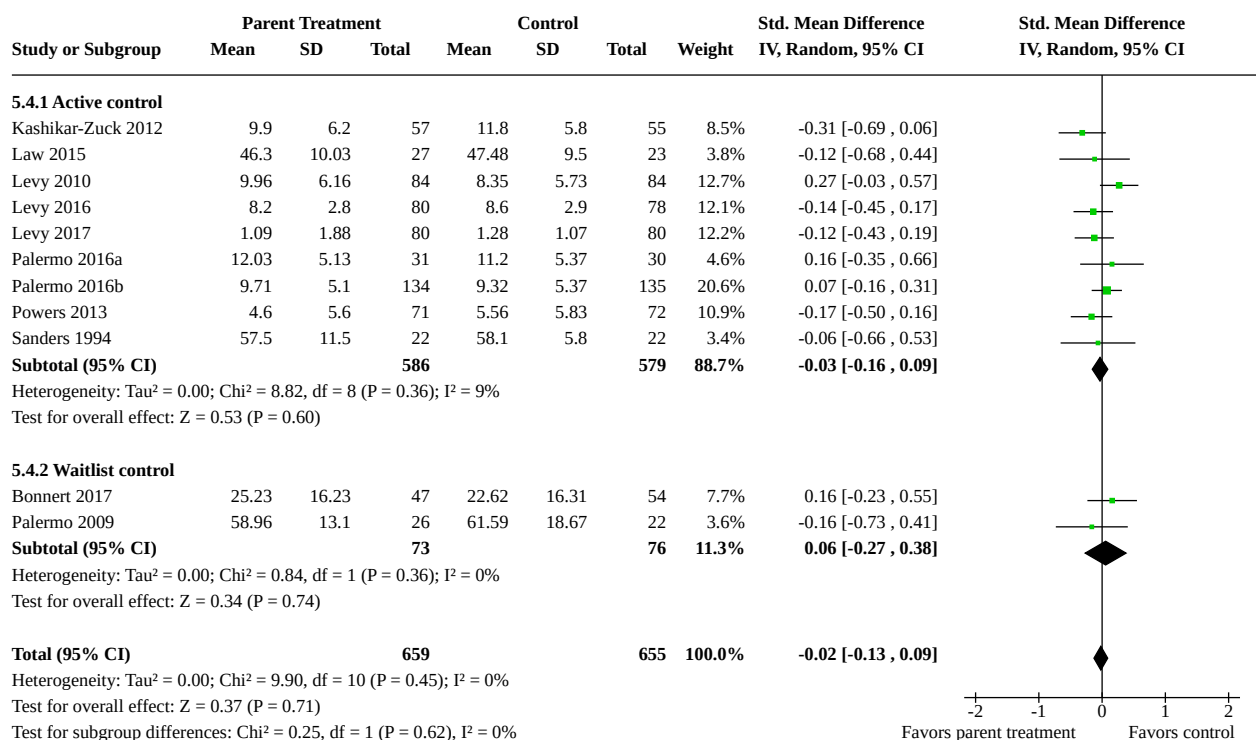 Parent Treatment Control Std. Mean Difference Std. Mean Difference
Study or Subgroup Mean SD Total Mean SD Total Weight IV, Random, 95% CI IV, Random, 95% CI
5.4.1 Active control
Kashikar-Zuck 2012 9.9 6.2 57 11.8 5.8 55 8.5% -0.31 [-0.69 , 0.06]
Law 2015 46.3 10.03 27 47.48 9.5 23 3.8% -0.12 [-0.68 , 0.44]
Levy 2010 9.96 6.16 84 8.35 5.73 84 12.7% 0.27 [-0.03 , 0.57]
Levy 2016 8.2 2.8 80 8.6 2.9 78 12.1% -0.14 [-0.45 , 0.17]
Levy 2017 1.09 1.88 80 1.28 1.07 80 12.2% -0.12 [-0.43 , 0.19]
Palermo 2016a 12.03 5.13 31 11.2 5.37 30 4.6% 0.16 [-0.35 , 0.66]
Palermo 2016b 9.71 5.1 134 9.32 5.37 135 20.6% 0.07 [-0.16 , 0.31]
Powers 2013 4.6 5.6 71 5.56 5.83 72 10.9% -0.17 [-0.50 , 0.16]
Sanders 1994 57.5 11.5 22 58.1 5.8 22 3.4% -0.06 [-0.66 , 0.53]
Subtotal (95% CI) 586 579 88.7% -0.03 [-0.16 , 0.09]
Heterogeneity: Tau² = 0.00; Chi² = 8.82, df = 8 (P = 0.36); I² = 9%
Test for overall effect: Z = 0.53 (P = 0.60)
5.4.2 Waitlist control
Bonnert 2017 25.23 16.23 47 22.62 16.31 54 7.7% 0.16 [-0.23 , 0.55]
Palermo 2009 58.96 13.1 26 61.59 18.67 22 3.6% -0.16 [-0.73 , 0.41]
Subtotal (95% CI) 73 76 11.3% 0.06 [-0.27 , 0.38]
Heterogeneity: Tau² = 0.00; Chi² = 0.84, df = 1 (P = 0.36); I² = 0%
Test for overall effect: Z = 0.34 (P = 0.74)
Total (95% CI) 659 655 100.0% -0.02 [-0.13 , 0.09]
Heterogeneity: Tau² = 0.00; Chi² = 9.90, df = 10 (P = 0.45); I² = 0%
Test for overall effect: Z = 0.37 (P = 0.71)
-2 -1 0 1 2
Test for subgroup differences: Chi² = 0.25, df = 1 (P = 0.62), I² = 0%
Favors parent treatment Favors control